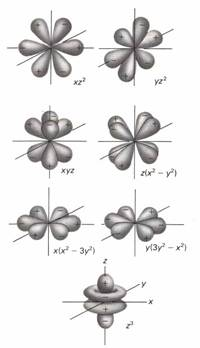 xz²
yz²
xyz
z(x² − y²)
x(x² − 3y²)
y(3y² − x²)
z
y
x
z³